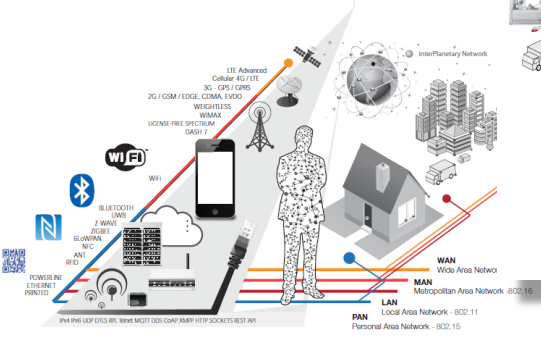 InterPlanetary Network
LTE Advanced
Cellular 4G / LTE
3G - GPS / GPRS
2G / GSM / EDGE, CDMA, EVDO
WEIGHTLESS
WiMAX
LICENSE-FREE SPECTRUM
DASH 7
Wi Fi
WiFi
BLUETOOTH
UWB
Z-WAVE
ZIGBEE
6LoWPAN
NFC
ANT
RFID
POWERLINE
ETHERNET
PRINTED
IPv4 IPv6 UDP DTLS RPL Telnet MQTT DDS CoAP XMPP HTTP SOCKETS REST API
WAN
Wide Area Networ
MAN
Metropolitan Area Network -802.16
LAN
Local Area Network - 802.11
PAN
Personal Area Network - 802.15